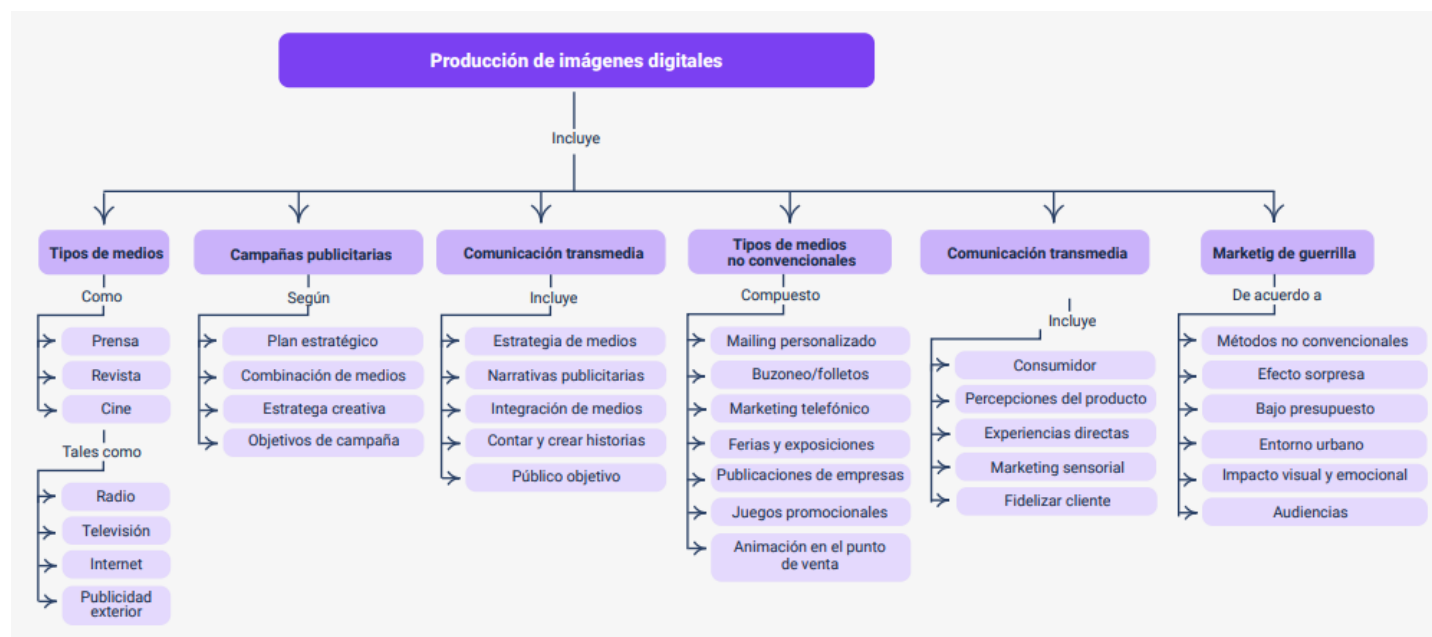 Producción de imágenes digitales
Incluye
Tipos de medios
Como
Prensa
Revista
Cine
Tales como
Radio
Televisión
Internet
Publicidad
exterior
Campañas publicitarias
Según
Plan estratégico
Combinación de medios
Estratega creativa
Objetivos de campaña
Comunicación transmedia
Incluye
Estrategia de medios
Narrativas publicitarias
Integración de medios
Contar y crear historias
Público objetivo
Tipos de medios
no convencionales
Compuesto
Mailing personalizado
Buzoneo/folletos
Marketing telefónico
Ferias y exposiciones
Publicaciones de empresas
Juegos promocionales
Animación en el punto
de venta
Comunicación transmedia
Incluye
Consumidor
Percepciones del producto
Experiencias directas
Marketing sensorial
Fidelizar cliente
Marketig de guerrilla
De acuerdo a
Métodos no convencionales
Efecto sorpresa
Bajo presupuesto
Entorno urbano
Impacto visual y emocional
Audiencias